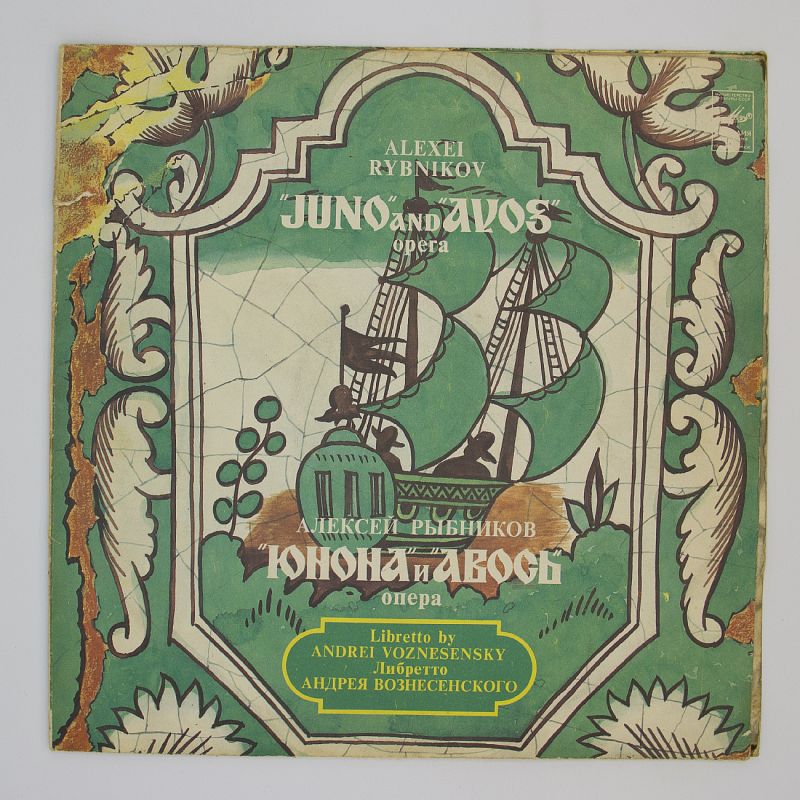 ALEXEI
RYBNIKOV
"JUNO" AND "AVOS"
opera
АЛЕКСЕЙ РЫБНИКОВ
"ЮНОНА" и "АВОСЬ"
опера
Libretto by
ANDREI VOZNESENSKY
Либретто
АНДРЕЯ ВОЗНЕСЕНСКОГО